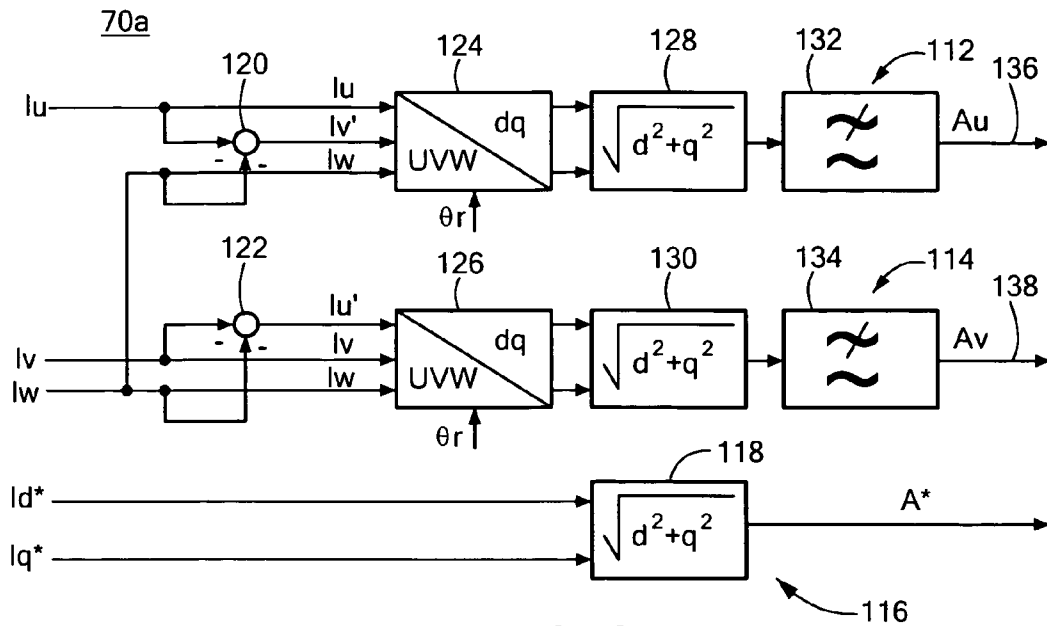 70a
120
124
128
132
112
136
Iu
Iu
Iv'
Iw
-
-
UVW
dq
√d²+q²
Au
θr
122
126
130
134
114
138
Iu'
Iv
Iv
Iw
Iw
-
-
UVW
dq
√d²+q²
Av
θr
118
Id*
Iq*
√d²+q²
A*
116